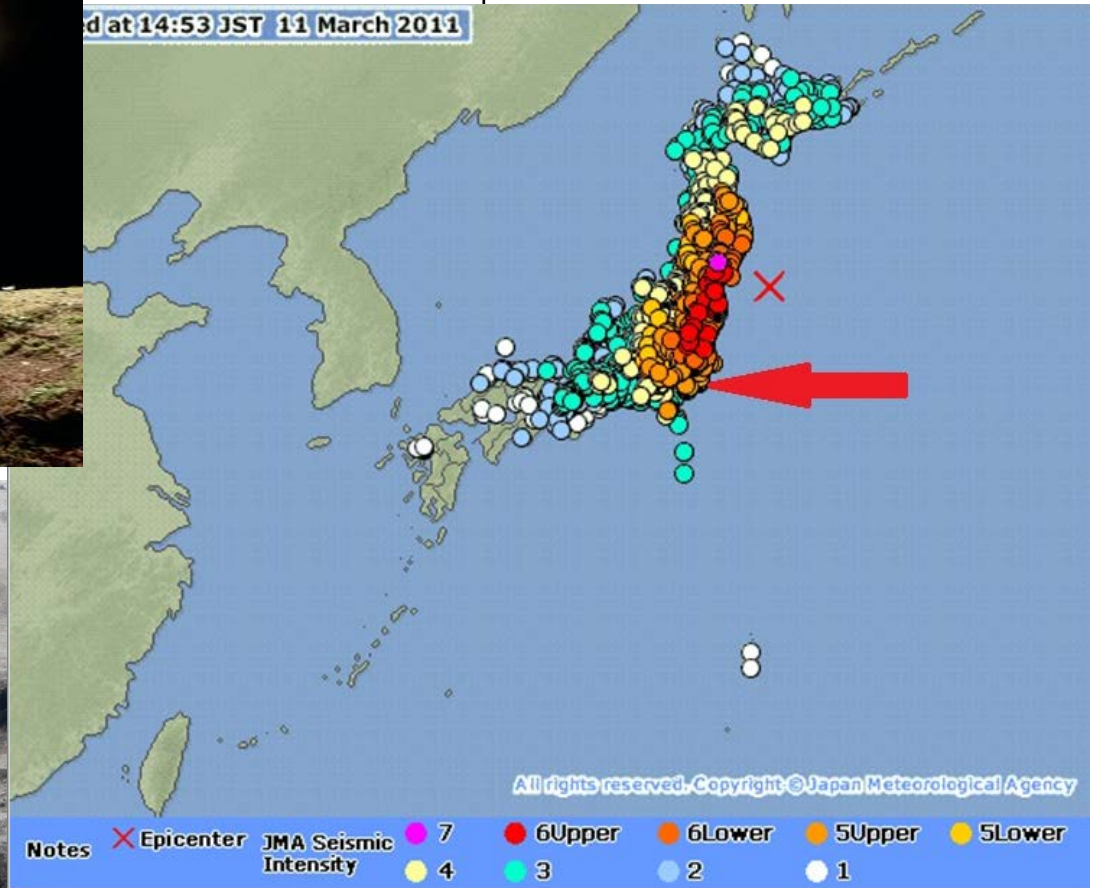 at 14:53 JST 11 March 2011
All rights reserved. Copyright © Japan Meteorological Agency
Notes Epicenter JMA Seismic Intensity 7 6Upper 6Lower 5Upper 5Lower
4 3 2 1